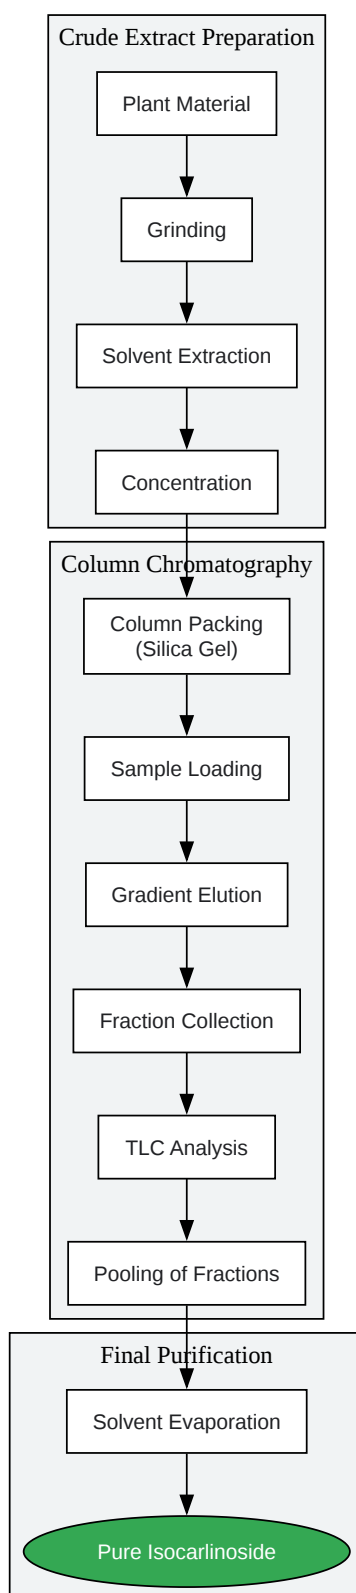 Crude Extract Preparation
Plant Material
Grinding
Solvent Extraction
Concentration
Column Chromatography
Column Packing
(Silica Gel)
Sample Loading
Gradient Elution
Fraction Collection
TLC Analysis
Pooling of Fractions
Final Purification
Solvent Evaporation
Pure Isocarlinoside